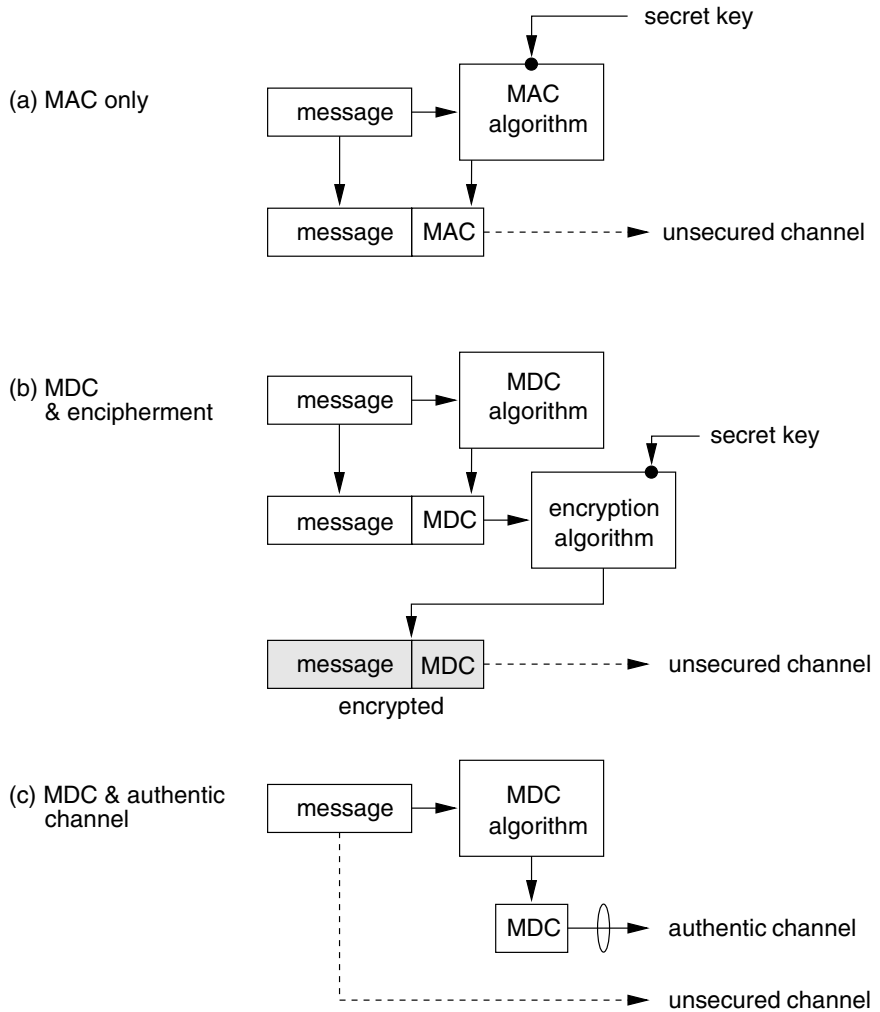 secret key
(a) MAC only
message
MAC
algorithm
message
MAC
unsecured channel
(b) MDC
& encipherment
message
MDC
algorithm
secret key
message
MDC
encryption
algorithm
message
MDC
unsecured channel
encrypted
(c) MDC & authentic
channel
message
MDC
algorithm
MDC
authentic channel
unsecured channel